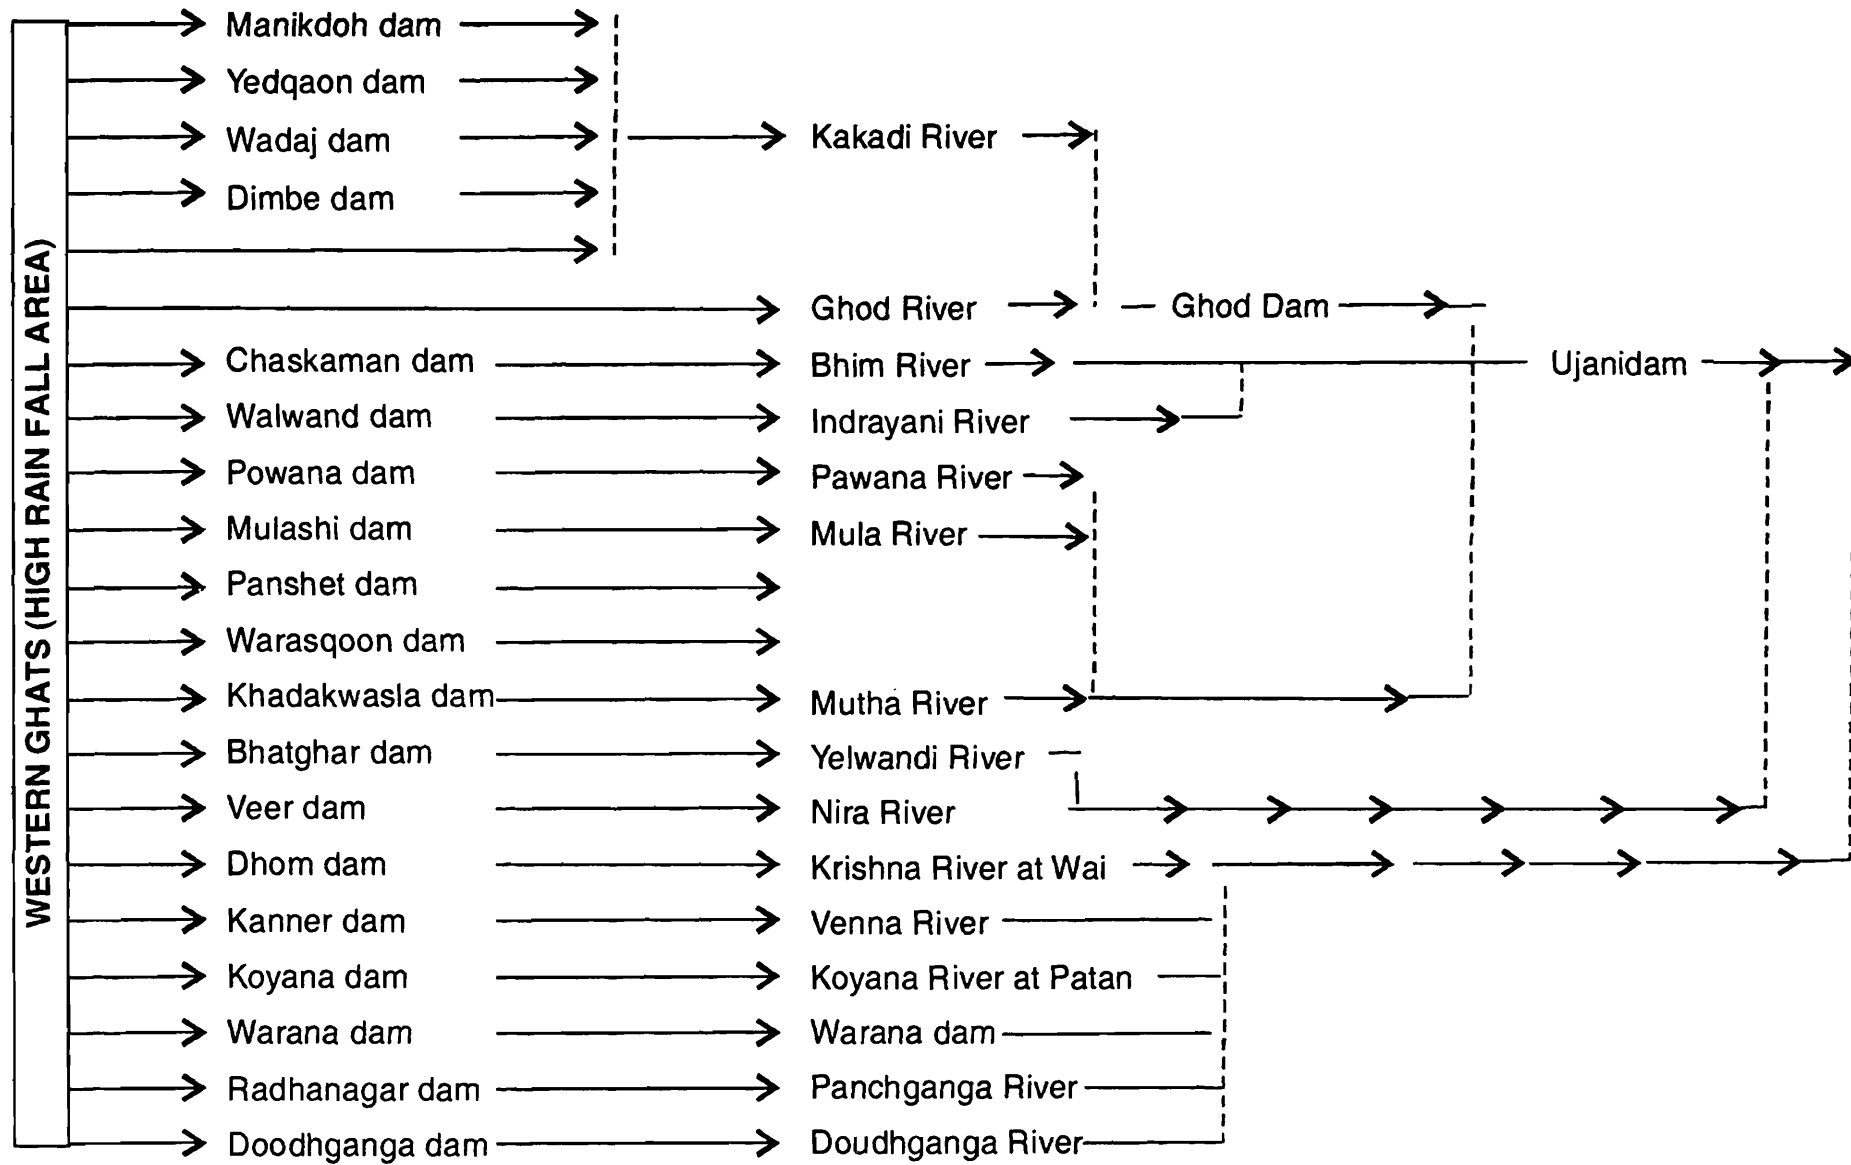 WESTERN GHATS (HIGH RAIN FALL AREA)
Manikdoh dam
Yedqaon dam
Wadaj dam
Kakadi River
Dimbe dam
Ghod River
Ghod Dam
Chaskaman dam
Bhim River
Ujanidam
Walwand dam
Indrayani River
Powana dam
Pawana River
Mulashi dam
Mula River
Panshet dam
Warasqoon dam
Khadakwasla dam
Mutha River
Bhatghar dam
Yelwandi River
Veer dam
Nira River
Dhom dam
Krishna River at Wai
Kanner dam
Venna River
Koyana dam
Koyana River at Patan
Warana dam
Warana dam
Radhanagar dam
Panchganga River
Doodhganga dam
Doudhganga River